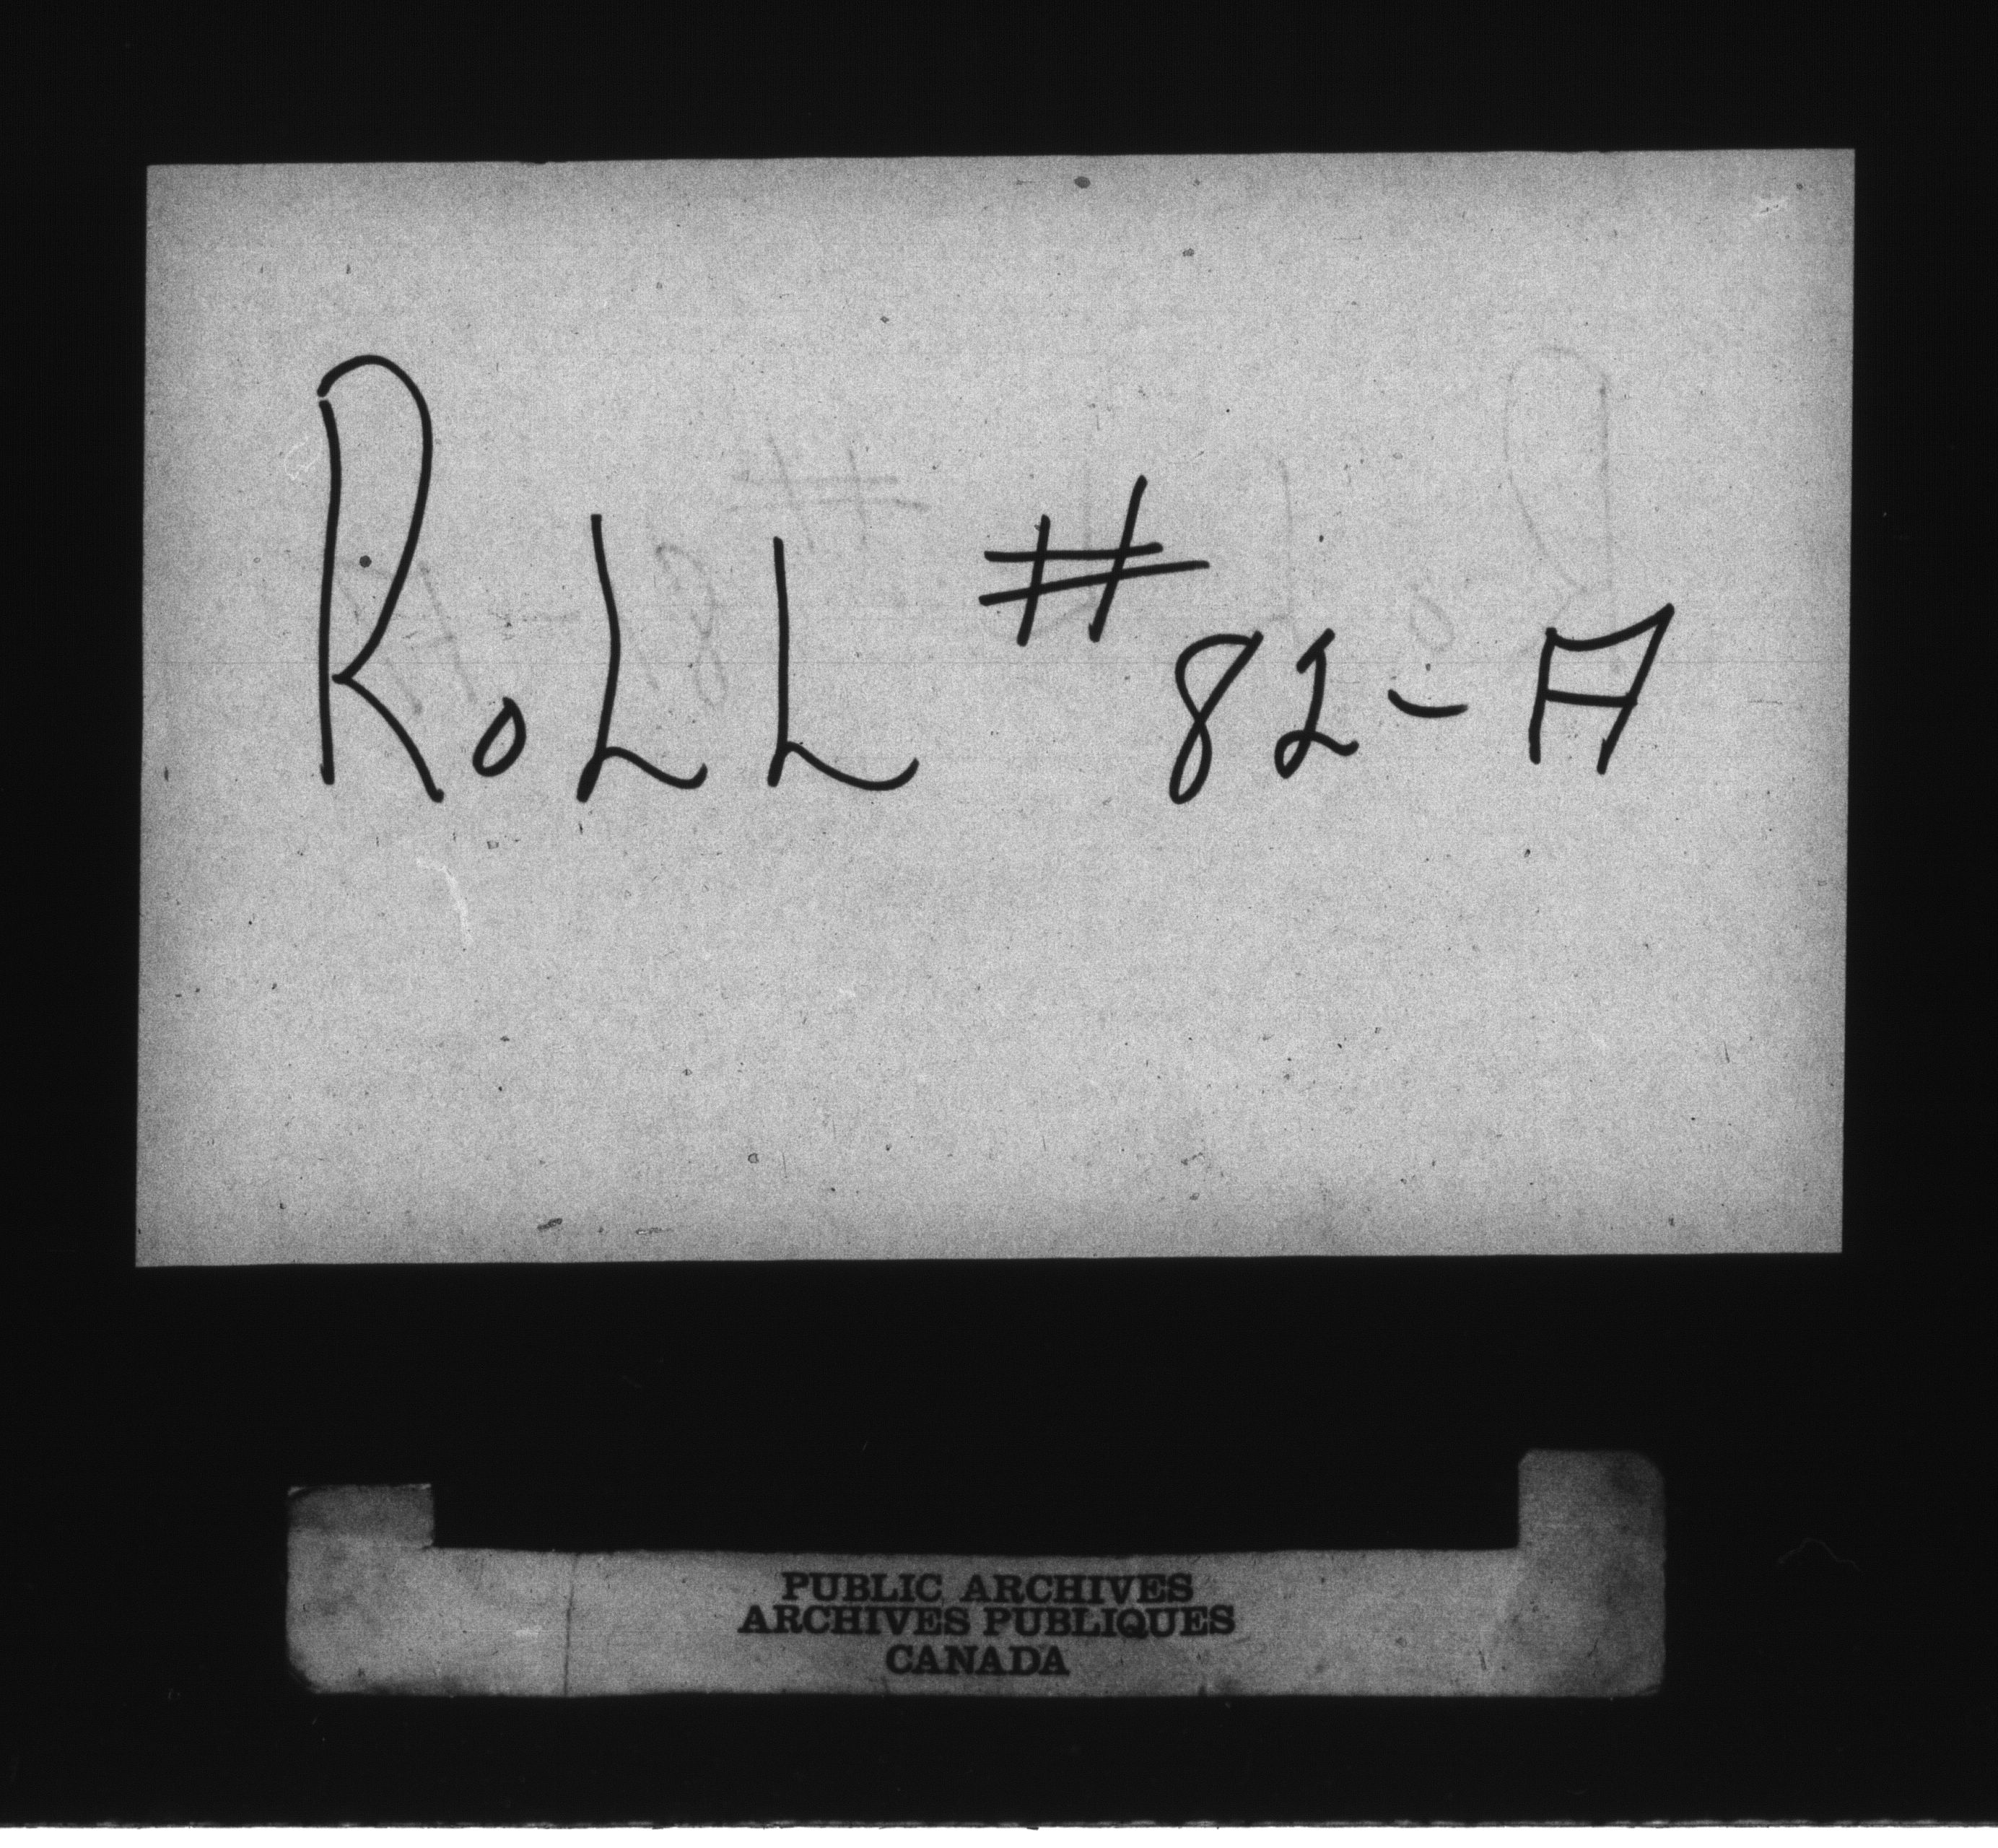 RoLL # 82-A
PUBLIC ARCHIVES
ARCHIVES PUBLIQUES
CANADA